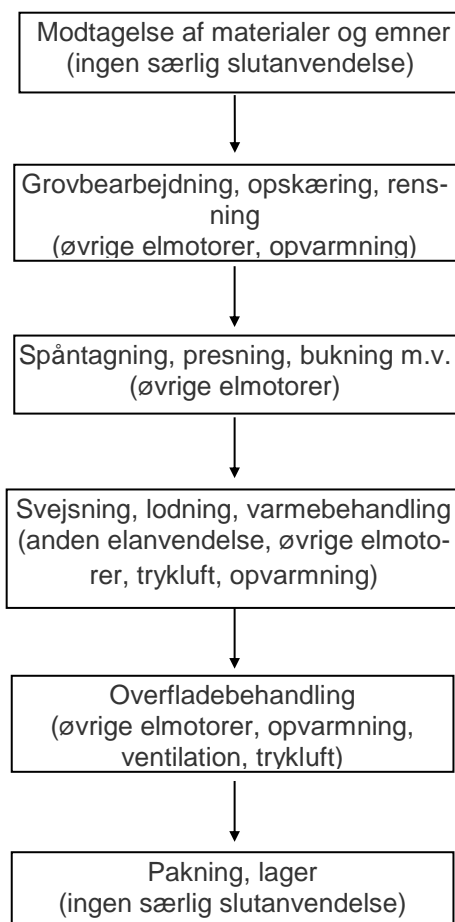 Modtagelse af materialer og emner
(ingen særlig slutanvendelse)
Grovbearbejdning, opskæring, rens-
ning
(øvrige elmotorer, opvarmning)
Spåntagning, presning, bukning m.v.
(øvrige elmotorer)
Svejsning, lodning, varmebehandling
(anden elanvendelse, øvrige elmoto-
rer, trykluft, opvarmning)
Overfladebehandling
(øvrige elmotorer, opvarmning,
ventilation, trykluft)
Pakning, lager
(ingen særlig slutanvendelse)